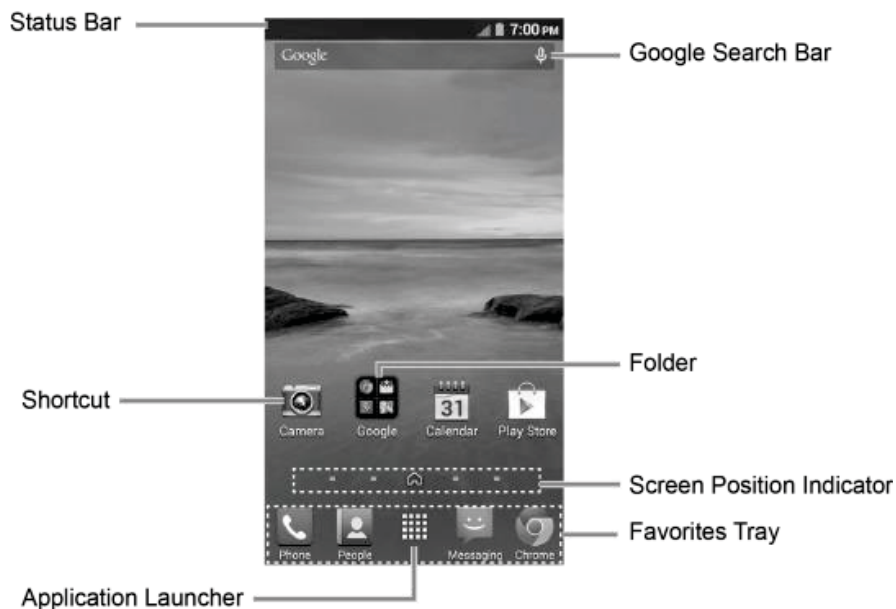 Status Bar
7:00 PM
Google
Google Search Bar
Folder
Shortcut
31
Camera
Google
Calendar
Play Store
Screen Position Indicator
Favorites Tray
Phone
People
Messaging
Chrome
Application Launcher